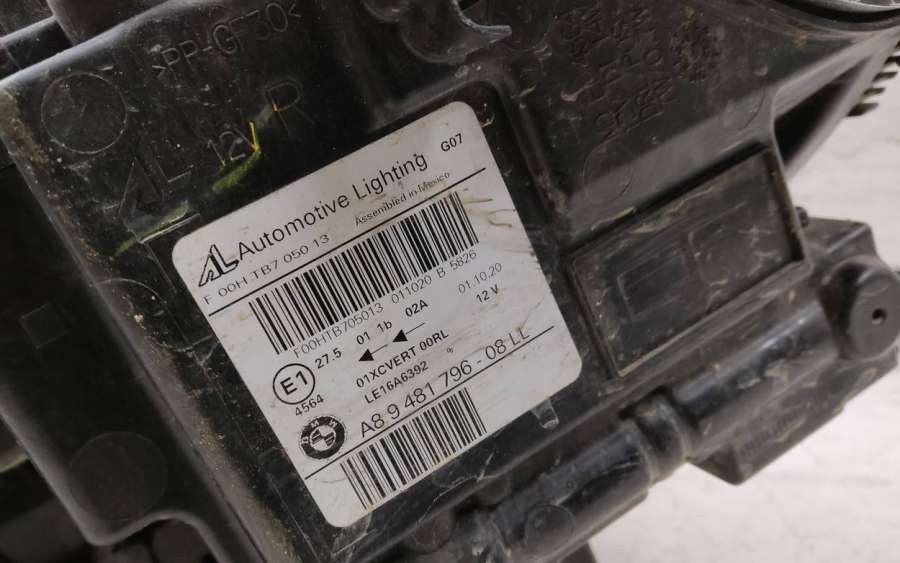 >PP-GF30<
AL 12V R
AL Automotive Lighting G07
F 00H TB7 050 13 Assembled in Mexico
F00HTB705013 011020 B 5826
27.5 01 1b 02A 01.10.20
E1 01XCVERT 00RL 12 V
4564 LE16A6392
BMW A8 9 481 796 - 08 LL